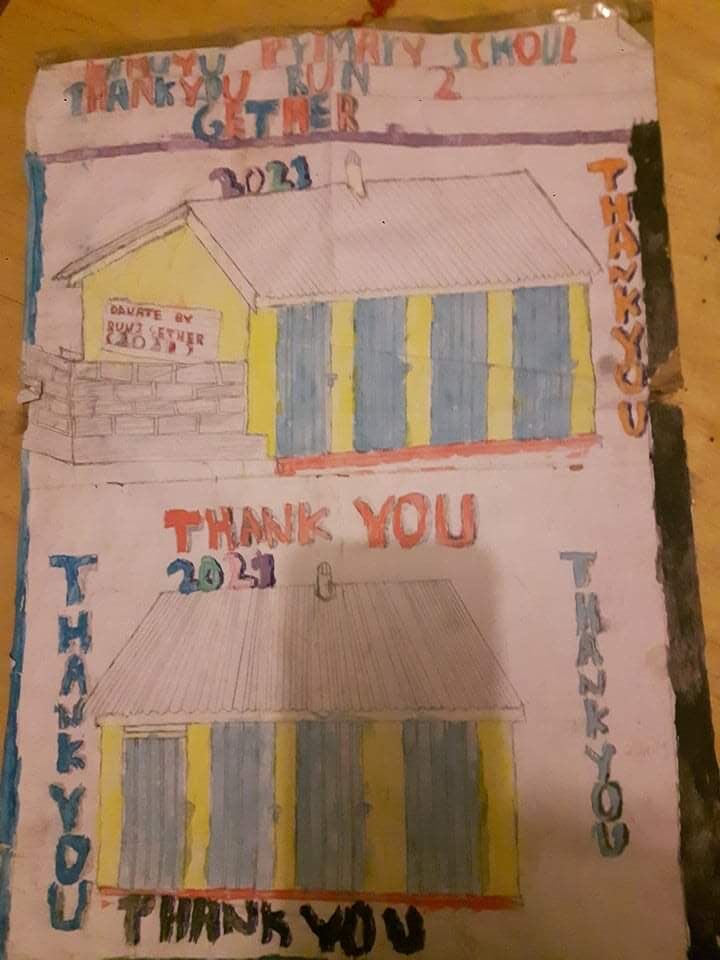 PRIMARY SCHOOL
THANKYOU RUN 2
GETHER
2021
THANKYOU
DANATE BY
RUN2 GETHER
(2021)
THANK YOU
2021
THANKYOU
THANKYOU
THANK YOU